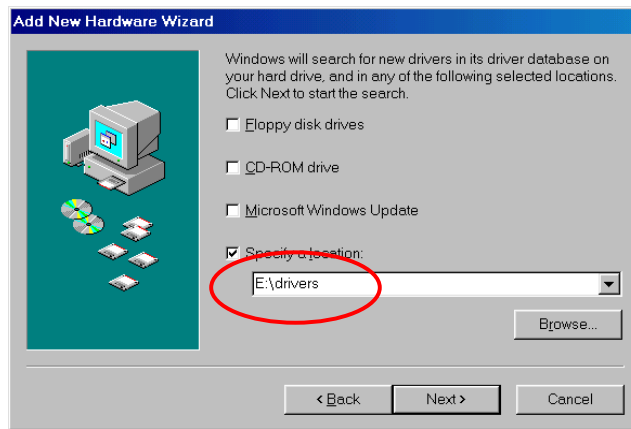 Add New Hardware Wizard
Windows will search for new drivers in its driver database on
your hard drive, and in any of the following selected locations.
Click Next to start the search.
Floppy disk drives
CD-ROM drive
Microsoft Windows Update
Specify a location:
E:\drivers
Browse...
< Back
Next >
Cancel